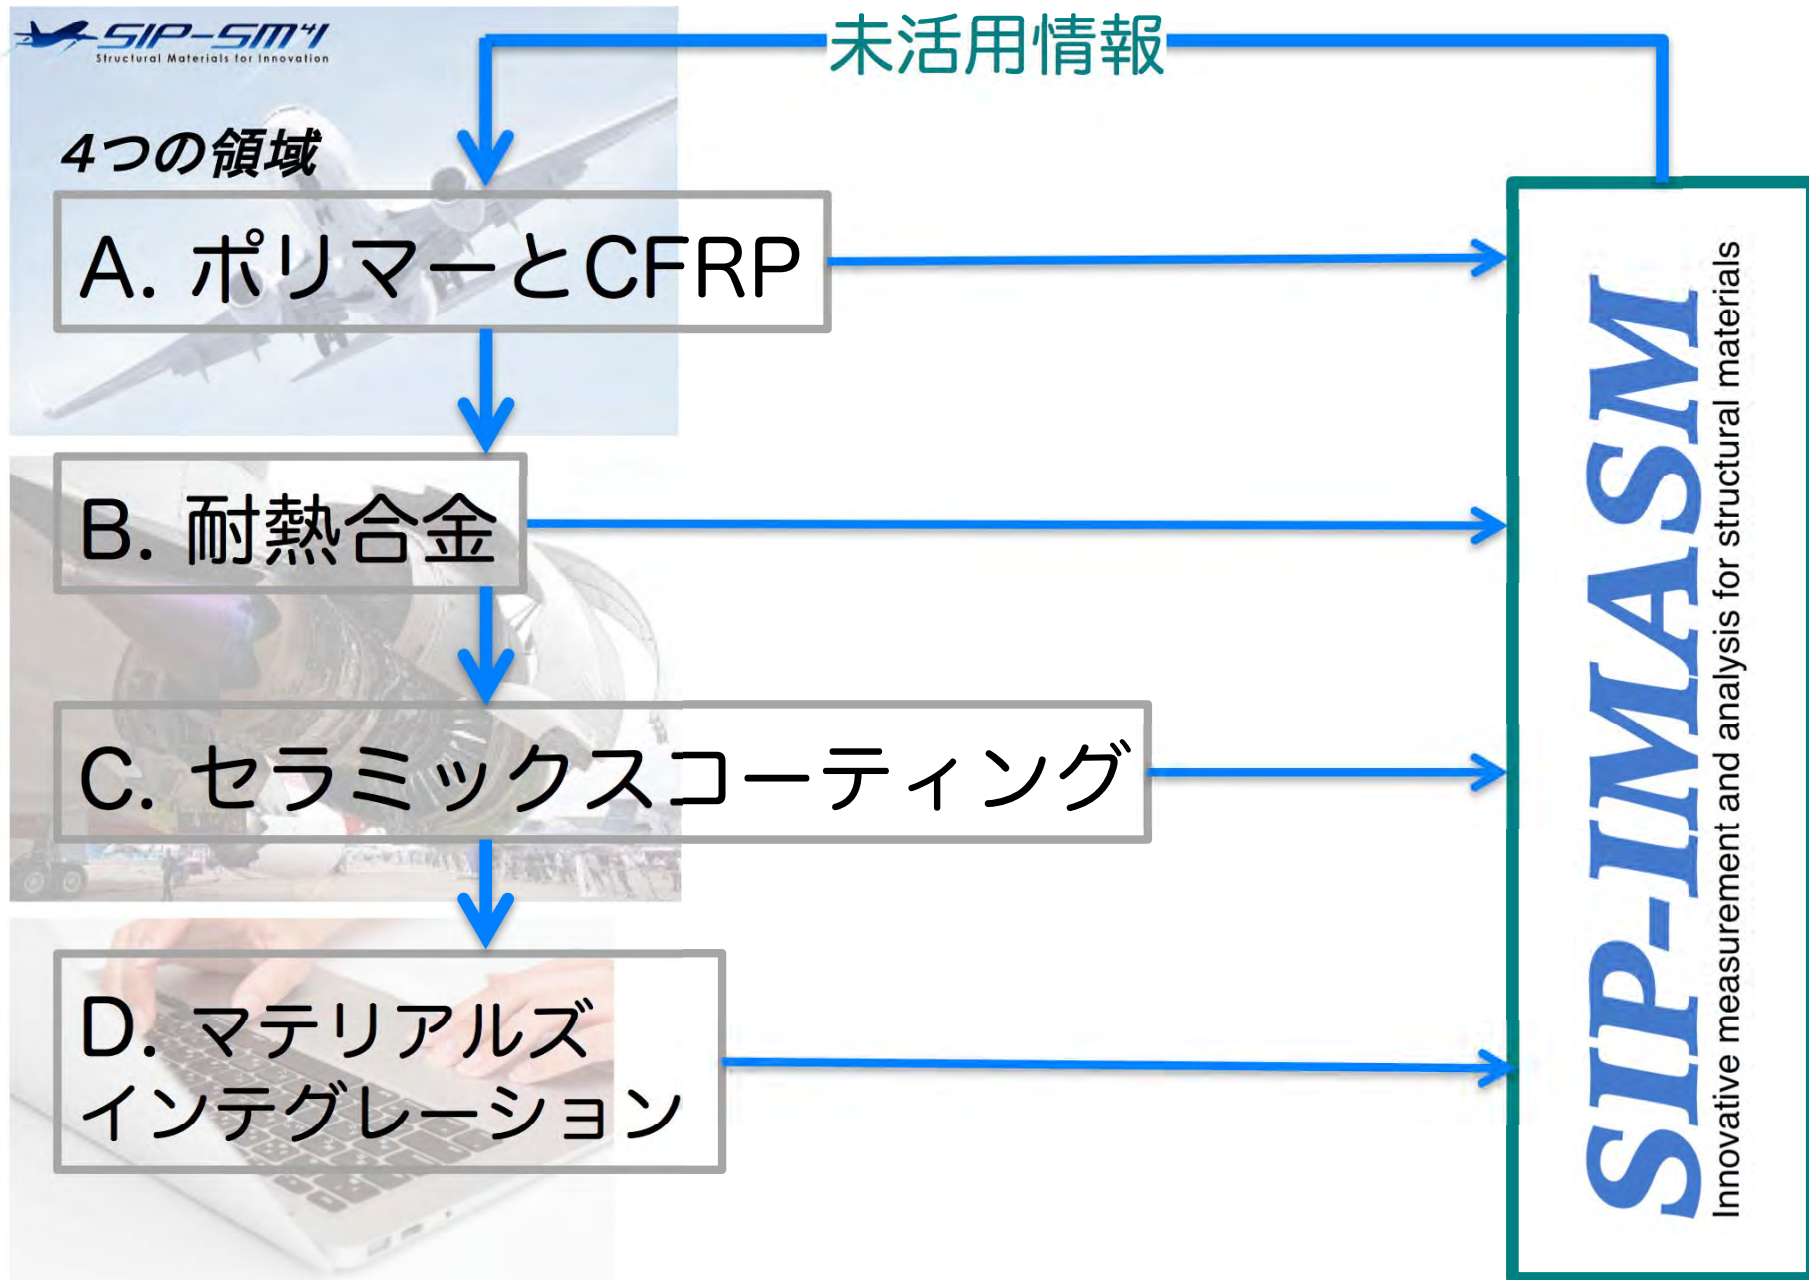 SIP-SM⁴I
Structural Materials for Innovation
未活用情報
4つの領域
A. ポリマーとCFRP
B. 耐熱合金
C. セラミックスコーティング
D. マテリアルズ
インテグレーション
SIP-IMASM
Innovative measurement and analysis for structural materials